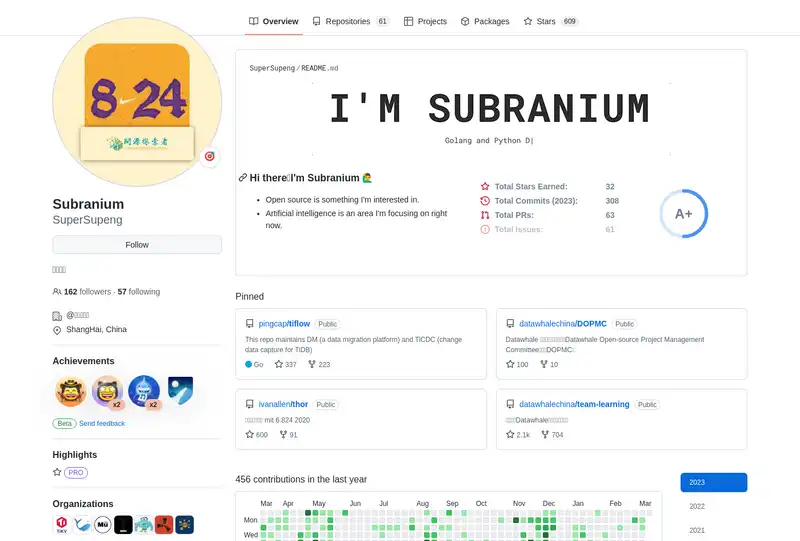 Overview
Repositories 61
Projects
Packages
Stars 609
8 24
開源探索者
SuperSupeng/README.md
I'M SUBRANIUM
Golang and Python D|
Hi there I'm Subranium
Open source is something I'm interested in.
Artificial intelligence is an area I'm focusing on right
now.
Total Stars Earned: 32
Total Commits (2023): 308
Total PRs: 63
Total Issues: 61
A+
Subranium
SuperSupeng
Follow
162 followers · 57 following
@
ShangHai, China
Achievements
x2
x2
Beta Send feedback
Highlights
PRO
Organizations
TiKV
Mü
Pinned
pingcap/tiflow Public
This repo maintains DM (a data migration platform) and TiCDC (change
data capture for TiDB)
Go 337 223
datawhalechina/DOPMC Public
Datawhale Datawhale Open-source Project Management
Committee DOPMC
100 10
ivanallen/thor Public
mit 6.824 2020
600 91
datawhalechina/team-learning Public
Datawhale
2.1k 704
456 contributions in the last year
2023
2022
2021
Mar Apr May Jun Jul Aug Sep Oct Nov Dec Jan Feb Mar
Mon
Wed